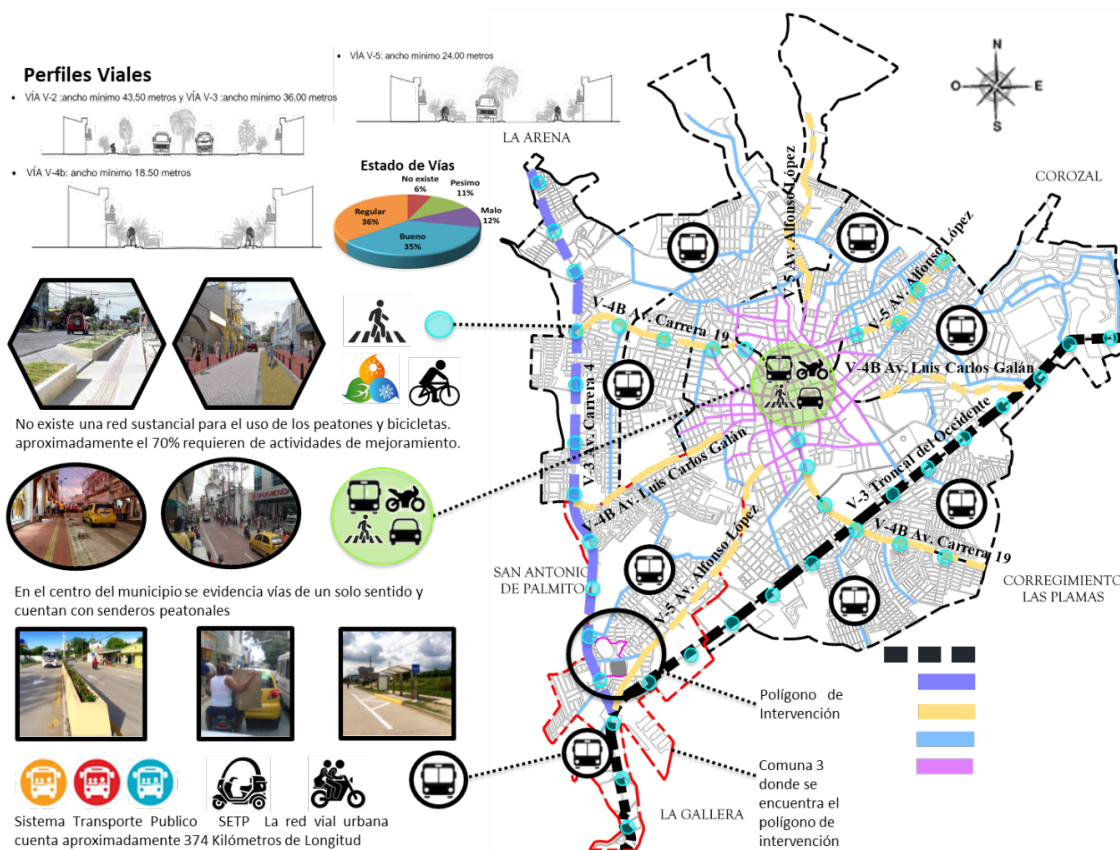 Perfiles Viales
• VÍA V-2 :ancho mínimo 43.50 metros y VÍA V-3 :ancho mínimo 36,00 metros
• VÍA V-5: ancho mínimo 24.00 metros
• VÍA V-4b: ancho mínimo 18.50 metros
Estado de Vías
No existe
6%
Pesimo
11%
Malo
12%
Bueno
35%
Regular
36%
No existe una red sustancial para el uso de los peatones y bicicletas.
aproximadamente el 70% requieren de actividades de mejoramiento.
En el centro del municipio se evidencia vías de un solo sentido y
cuentan con senderos peatonales
Sistema Transporte Publico SETP La red vial urbana
cuenta aproximadamente 374 Kilómetros de Longitud
LA ARENA
COROZAL
N
O
E
S
V-5 Av. Alfonso López
V-5 Av. Alfonso López
V-4B Av. Carrera 19
V-4B Av. Luis Carlos Galán
V-3 Av. Carrera 4
V-4B Av. Luis Carlos Galán
V-3 Troncal del Occidente
V-4B Av. Carrera 19
V-5 Av. Alfonso López
SAN ANTONIO
DE PALMITO
CORREGIMIENTO
LAS PLAMAS
Polígono de
Intervención
Comuna 3
donde se
encuentra el
polígono de
intervención
LA GALLERA